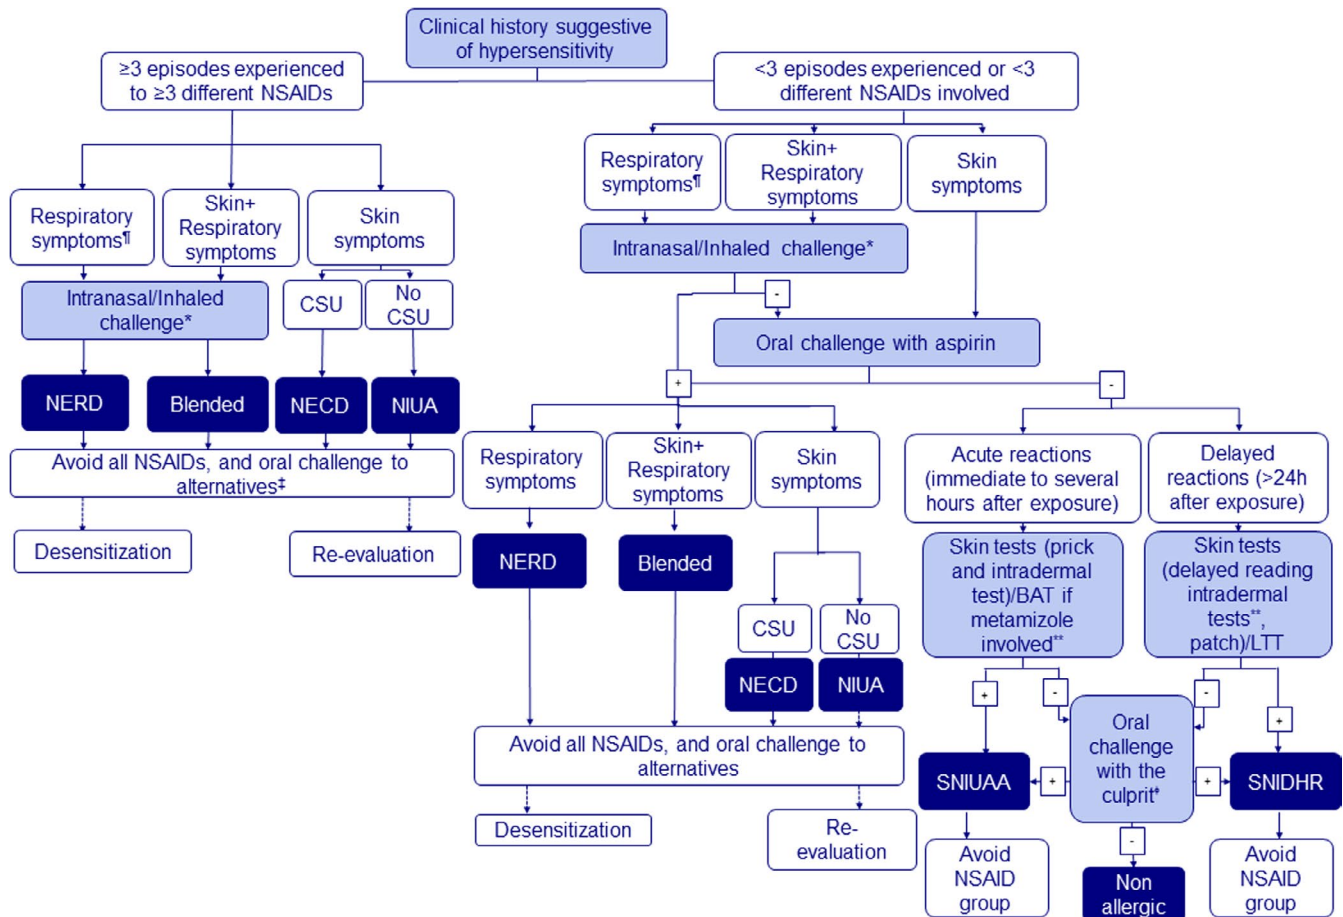 Clinical history suggestive
of hypersensitivity
≥3 episodes experienced
to ≥3 different NSAIDs
<3 episodes experienced or <3
different NSAIDs involved
Respiratory
symptoms¶
Skin+
Respiratory
symptoms
Skin
symptoms
Intranasal/Inhaled
challenge*
CSU
No
CSU
NERD
Blended
NECD
NIUA
Avoid all NSAIDs, and oral challenge to
alternatives‡
Desensitization
Re-evaluation
Respiratory
symptoms¶
Skin+
Respiratory
symptoms
Skin
symptoms
Intranasal/Inhaled challenge*
-
Oral challenge with aspirin
+
-
Respiratory
symptoms
Skin+
Respiratory
symptoms
Skin
symptoms
NERD
Blended
CSU
No
CSU
NECD
NIUA
Avoid all NSAIDs, and oral challenge to
alternatives
Desensitization
Re-
evaluation
Acute reactions
(immediate to several
hours after exposure)
Delayed
reactions (>24h
after exposure)
Skin tests (prick
and intradermal
test)/BAT if
metamizole
involved**
Skin tests
(delayed reading
intradermal
tests**,
patch)/LTT
+
-
-
+
Oral
challenge
with the
culprit‡
SNIUAA
+
+
SNIDHR
-
Avoid
NSAID
group
Non
allergic
Avoid
NSAID
group